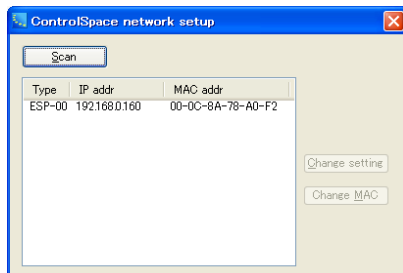 ControlSpace network setup
Scan
Type IP addr MAC addr
ESP-00 192.168.0.160 00-0C-8A-78-A0-F2
Change setting
Change MAC